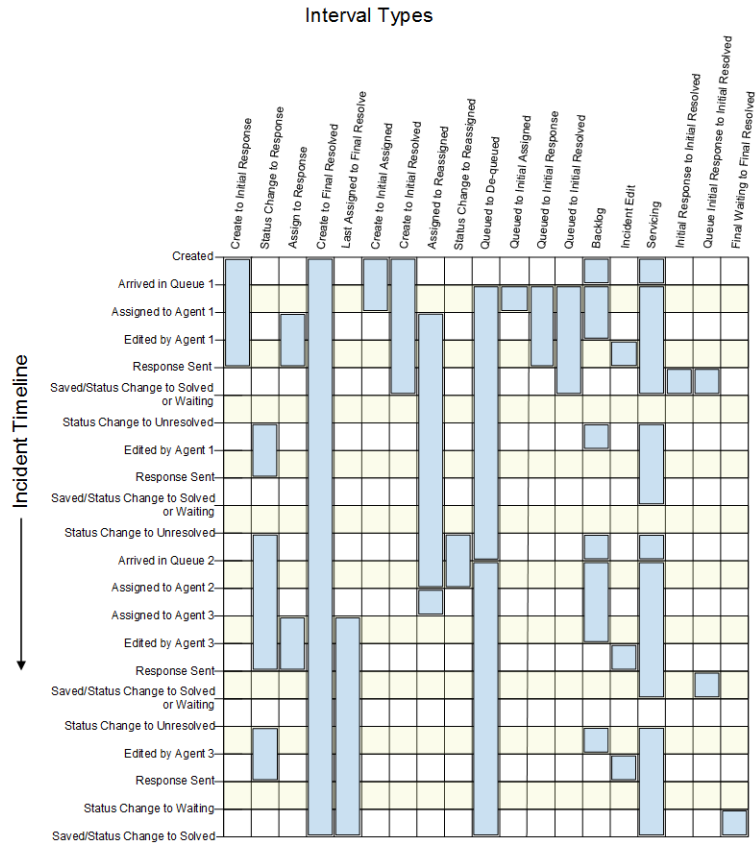 Interval Types
Create to Initial Response
Status Change to Response
Assign to Response
Create to Final Resolved
Last Assigned to Final Resolve
Create to Initial Assigned
Create to Initial Resolved
Assigned to Reassigned
Status Change to Reassigned
Queued to De-queued
Queued to Initial Assigned
Queued to Initial Response
Queued to Initial Resolved
Backlog
Incident Edit
Servicing
Initial Response to Initial Resolved
Queue Initial Response to Initial Resolved
Final Waiting to Final Resolved
Incident Timeline
Created
Arrived in Queue 1
Assigned to Agent 1
Edited by Agent 1
Response Sent
Saved/Status Change to Solved
or Waiting
Status Change to Unresolved
Edited by Agent 1
Response Sent
Saved/Status Change to Solved
or Waiting
Status Change to Unresolved
Arrived in Queue 2
Assigned to Agent 2
Assigned to Agent 3
Edited by Agent 3
Response Sent
Saved/Status Change to Solved
or Waiting
Status Change to Unresolved
Edited by Agent 3
Response Sent
Status Change to Waiting
Saved/Status Change to Solved